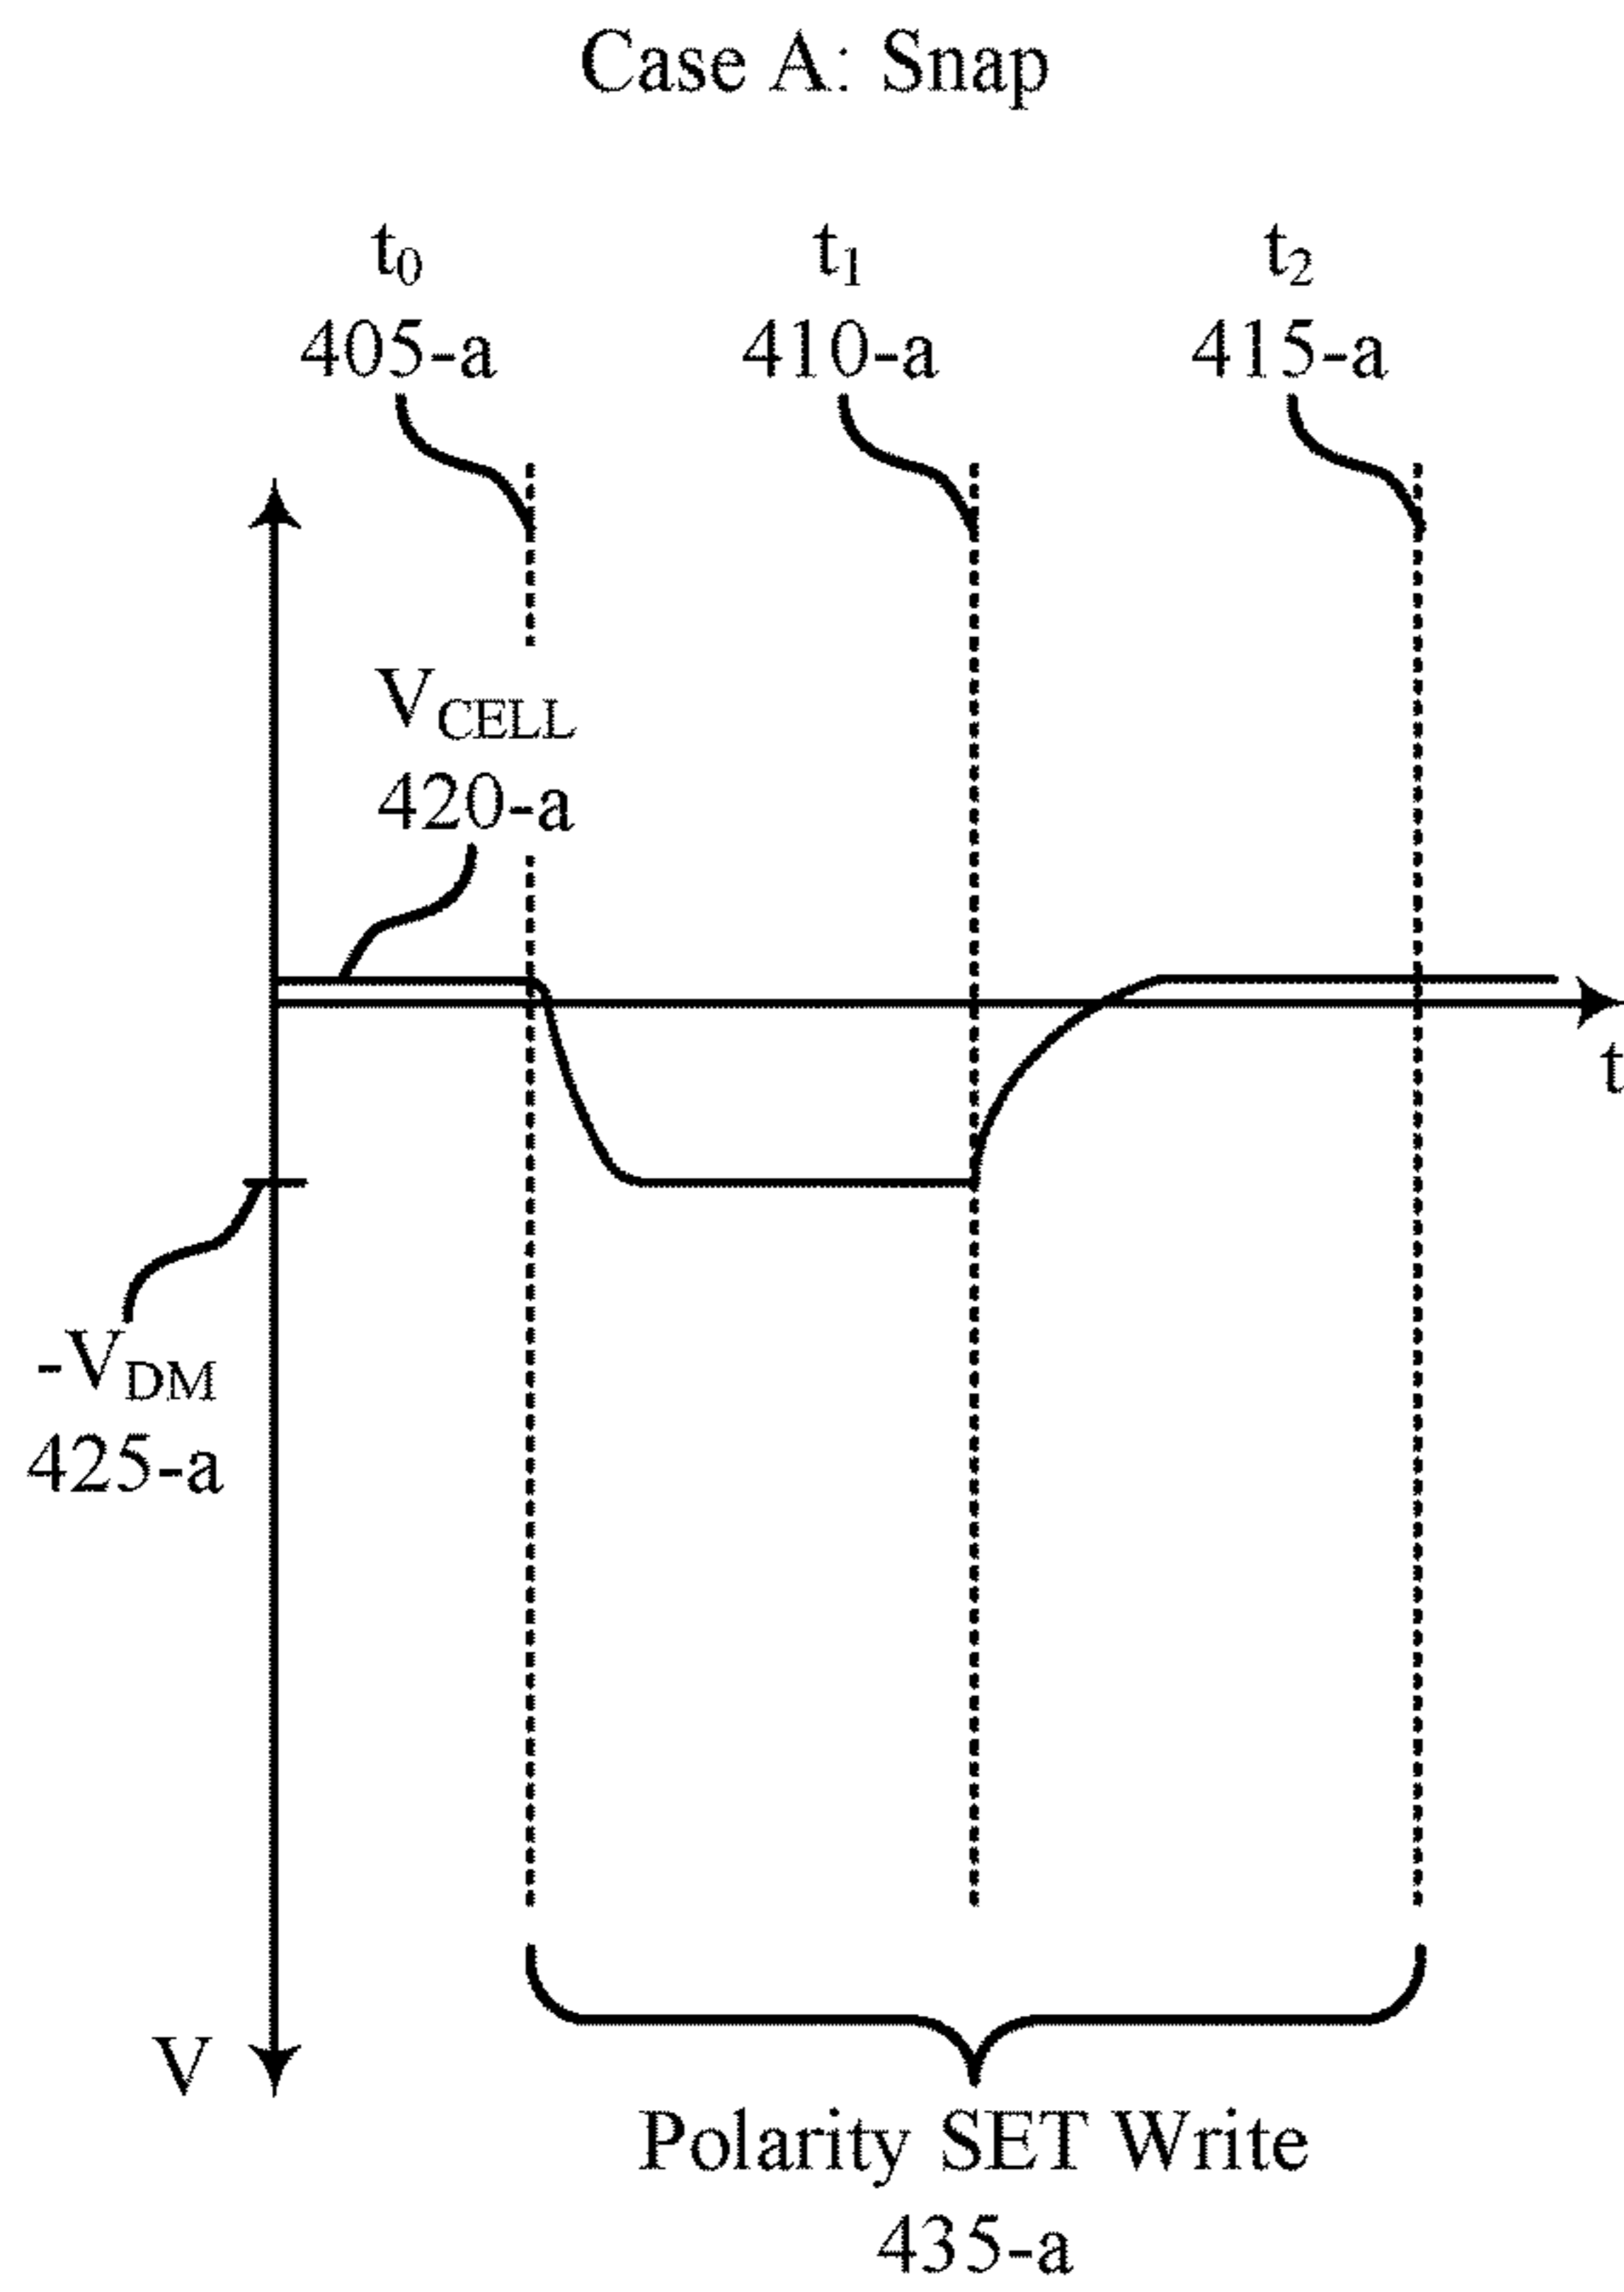 Case A: Snap
t0 t1 t2
405-a 410-a 415-a
VCELL
420-a
t
-VDM
425-a
V
Polarity SET Write
435-a